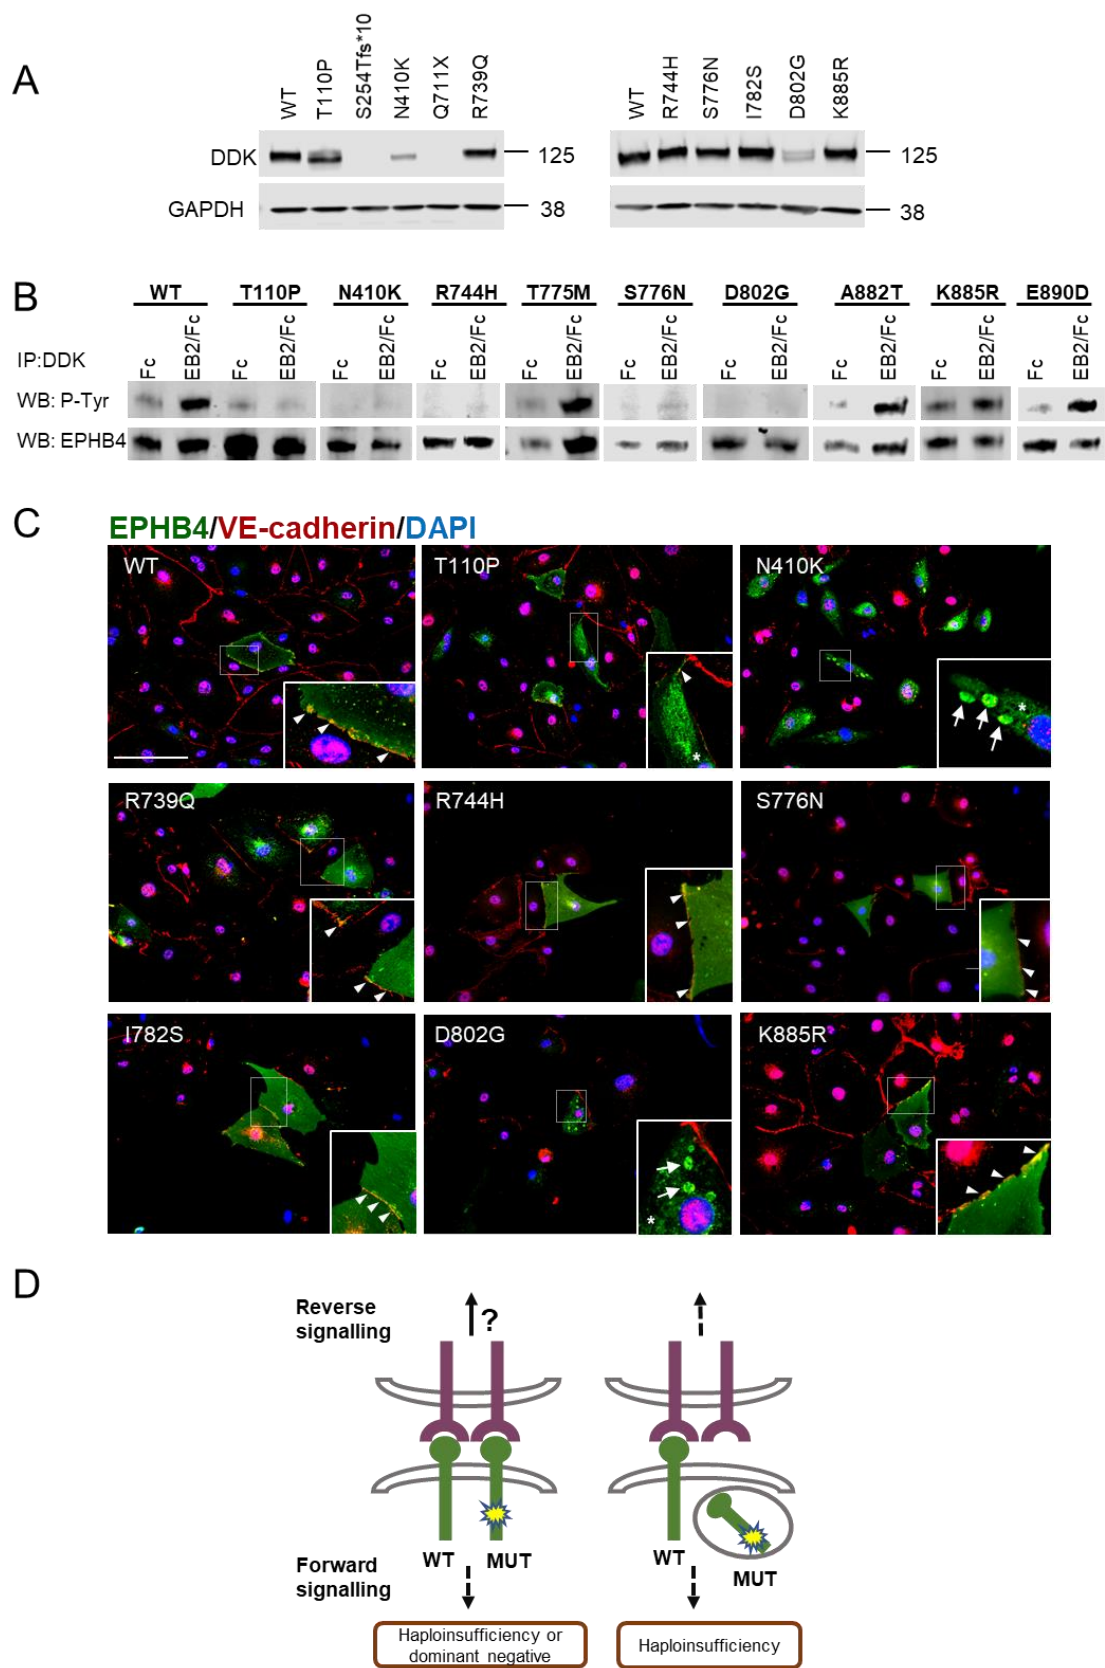 A
WT
T110P
S254Tfs*10
N410K
Q711X
R739Q
WT
R744H
S776N
I782S
D802G
K885R
DDK
125
125
GAPDH
38
38
B
WT T110P N410K R744H T775M S776N D802G A882T K885R E890D
IP:DDK
Fc EB2/Fc Fc EB2/Fc Fc EB2/Fc Fc EB2/Fc Fc EB2/Fc Fc EB2/Fc Fc EB2/Fc Fc EB2/Fc Fc EB2/Fc Fc EB2/Fc
WB: P-Tyr
WB: EPHB4
C
EPHB4/VE-cadherin/DAPI
WT T110P N410K
* * 
R739Q R744H S776N
I782S D802G K885R
*
D
Reverse
signalling
?
WT MUT
WT
MUT
Forward
signalling
Haploinsufficiency or
dominant negative
Haploinsufficiency